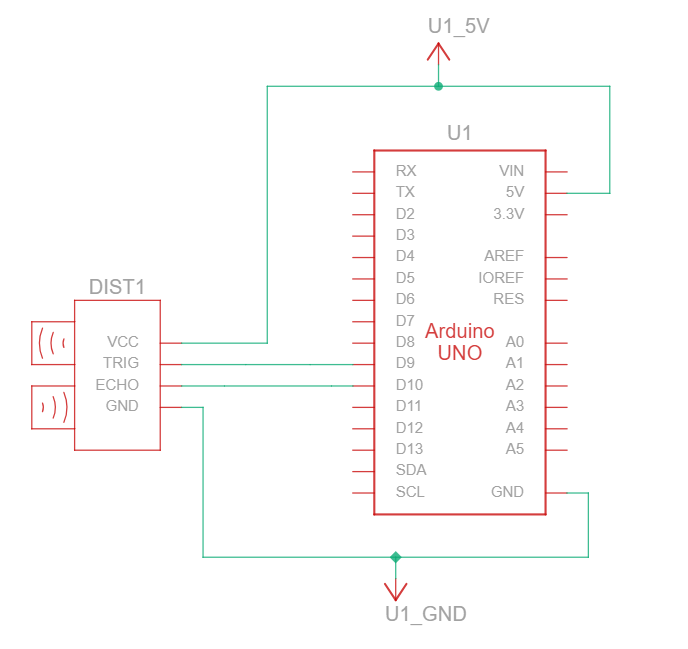 U1_5V
U1
RX
VIN
TX
5V
D2
3.3V
D3
D4
AREF
D5
IOREF
D6
RES
D7
Arduino
UNO
D8
A0
D9
A1
D10
A2
D11
A3
D12
A4
D13
A5
SDA
SCL
GND
DIST1
VCC
TRIG
ECHO
GND
U1_GND